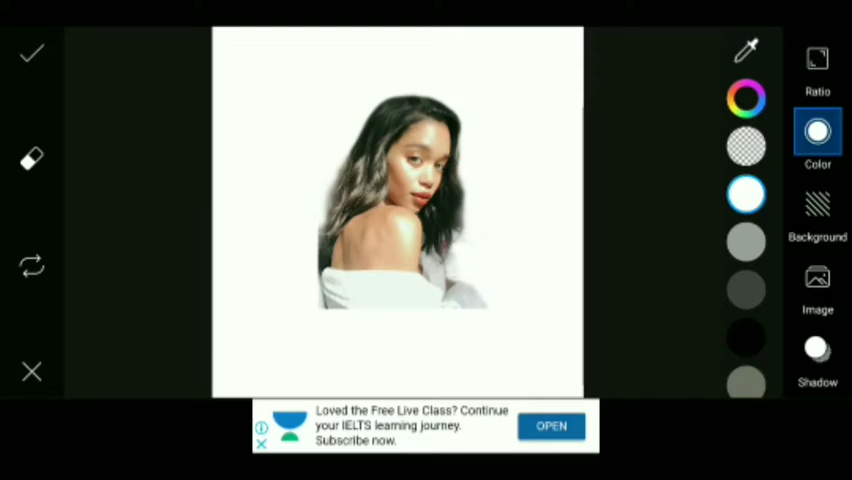 Ratio
Color
Background
Image
Shadow
Loved the Free Live Class? Continue
your IELTS learning journey.
Subscribe now.
OPEN